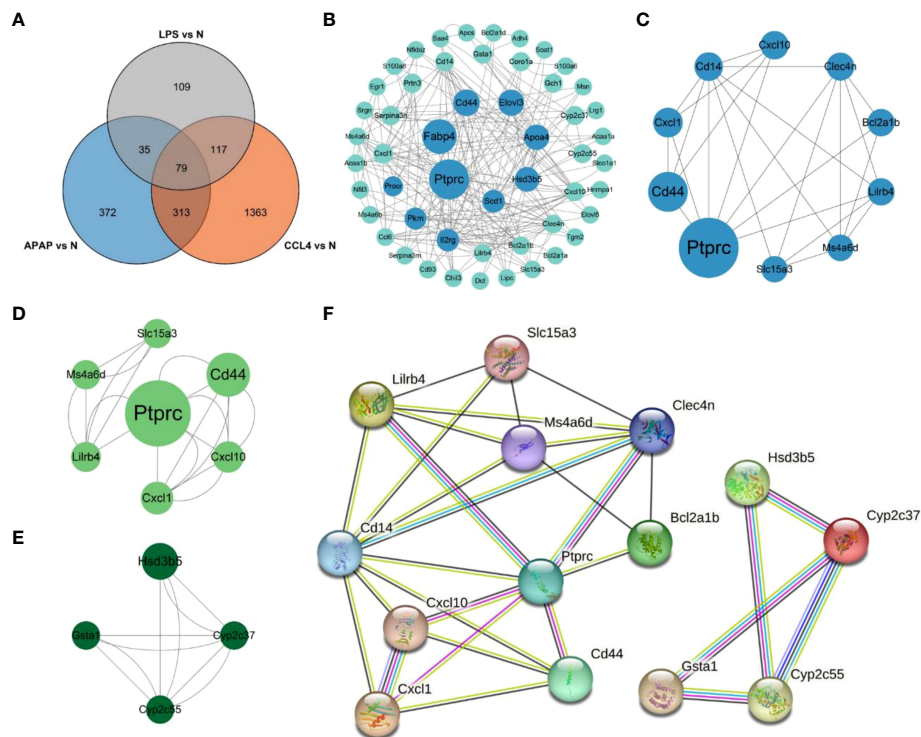 A
LPS vs N
109
35
117
79
372
313
1363
APAP vs N
CCL4 vs N
B
Apcs
Bcl2a1d
Saa4
Adh4
Nfkbiz
Gsta1
Soat1
Cd14
Coro1a
S100a8
Prtn3
Gch1
Egr1
Msn
Cd44
Elovl3
Srgn
Serpina3n
Cyp2c37
Lrg1
Fabp4
Apoa4
Ms4a6d
Cxcl1
Cyp2c55
Acaa1a
Acaa1b
Ptprc
Hsd3b5
Slco1a1
Procr
Nfil3
Scd1
Cxcl10
Hnrnpa1
Ms4a6b
Pkm
Clec4n
Elovl5
Ccl6
Il2rg
Bcl2a1b
Tgm2
Serpina3m
Lilrb4
Bcl2a1a
Cd93
Slc15a3
Chil3
Dct
Lipc
C
Cxcl10
Cd14
Clec4n
Cxcl1
Bcl2a1b
Cd44
Lilrb4
Ptprc
Ms4a6d
Slc15a3
D
Slc15a3
Ms4a6d
Cd44
Ptprc
Lilrb4
Cxcl10
Cxcl1
E
Hsd3b5
Gsta1
Cyp2c37
Cyp2c55
F
Slc15a3
Lilrb4
Clec4n
Ms4a6d
Hsd3b5
Cyp2c37
Bcl2a1b
Cd14
Ptprc
Cxcl10
Cd44
Gsta1
Cyp2c55
Cxcl1